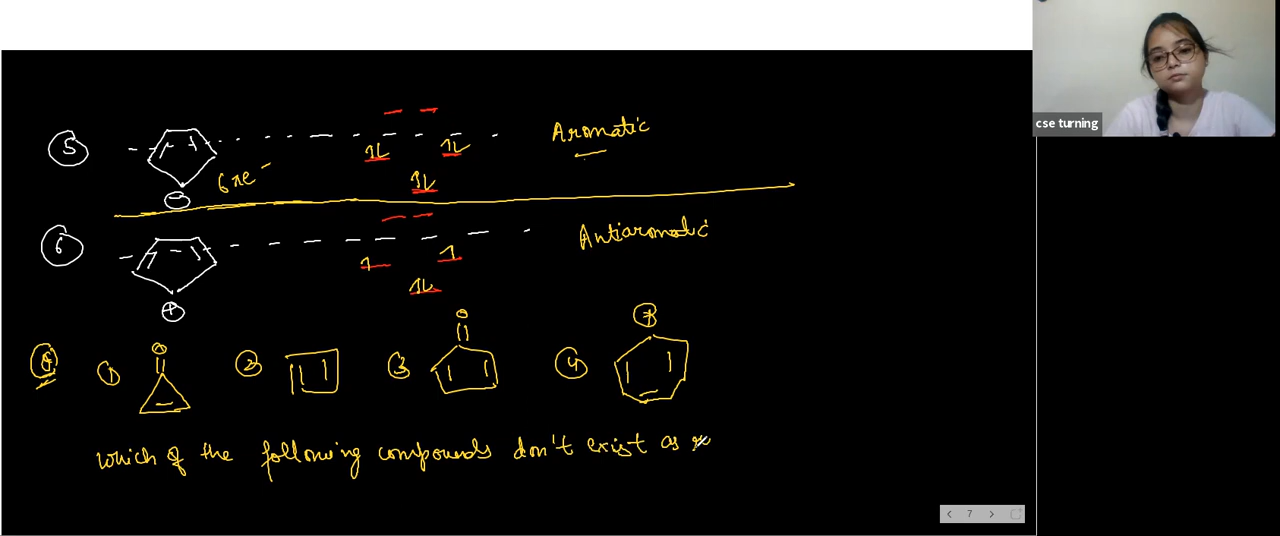 cse turning
5 Aromatic
6πe⁻
⊖
6 Antiaromatic
⊕
Q 1 O 2 3 O 4 ⊕
which of the following compounds don't exist as
< 7 >